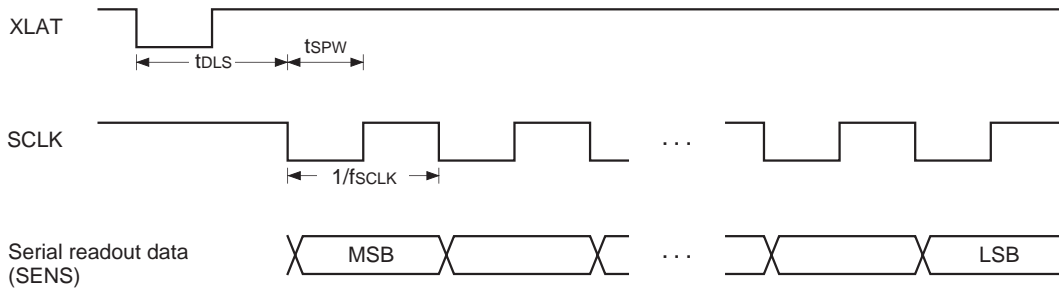 XLAT
tDLS
tSPW
SCLK
. . .
1/fSCLK
Serial readout data
(SENS)
MSB
. . .
LSB